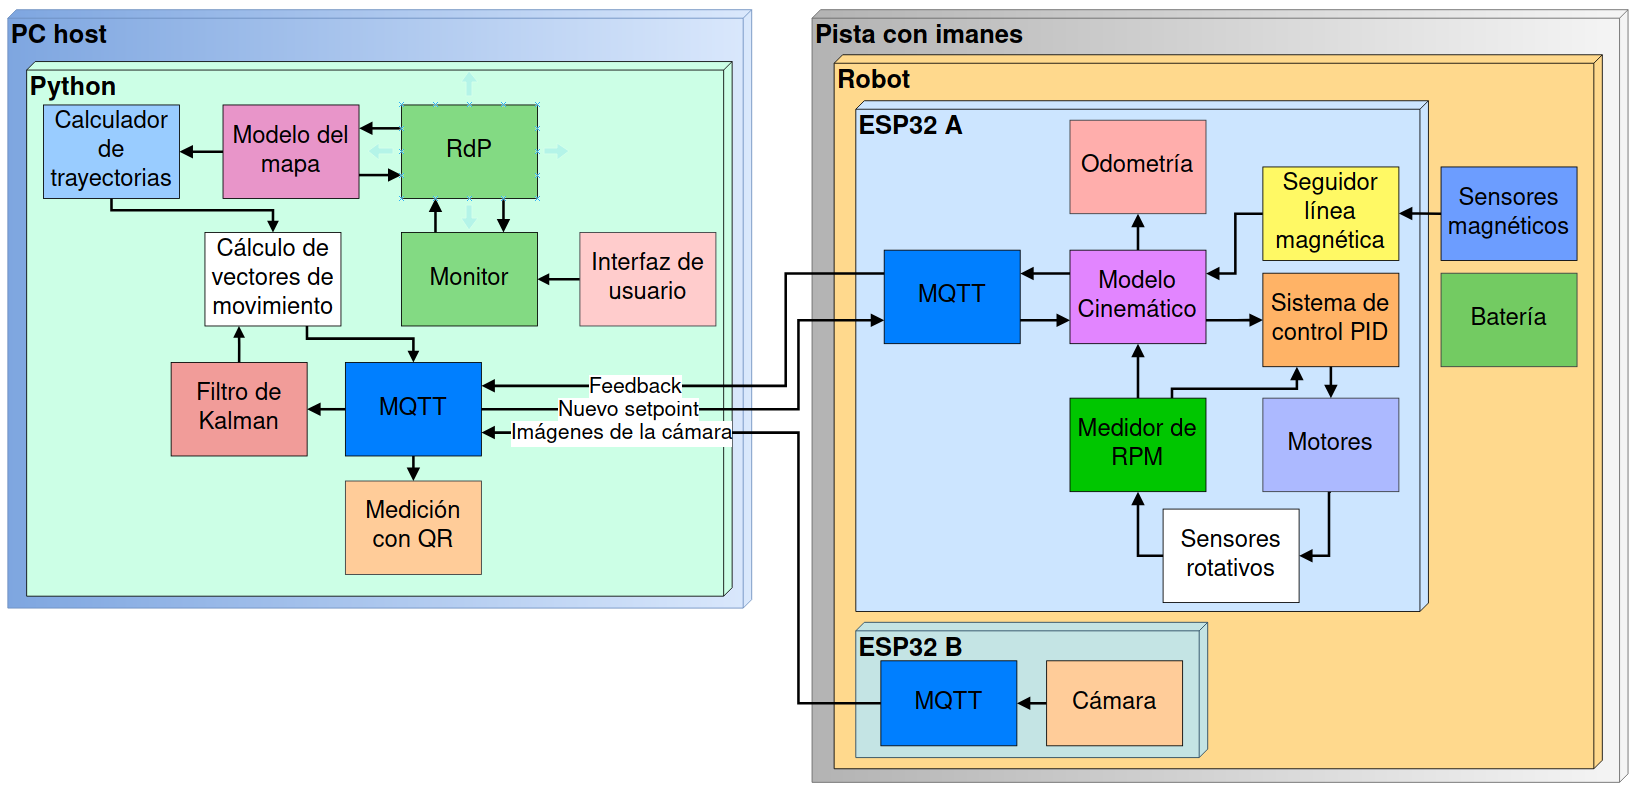 PC host
Python
Calculador
de
trayectorias
Modelo del
mapa
RdP
Cálculo de
vectores de
movimiento
Monitor
Interfaz de
usuario
Filtro de
Kalman
MQTT
Medición
con QR
Feedback
Nuevo setpoint
Imágenes de la cámara
Pista con imanes
Robot
ESP32 A
Odometría
Seguidor
línea
magnética
Sensores
magnéticos
MQTT
Modelo
Cinemático
Sistema de
control PID
Batería
Medidor de
RPM
Motores
Sensores
rotativos
ESP32 B
MQTT
Cámara